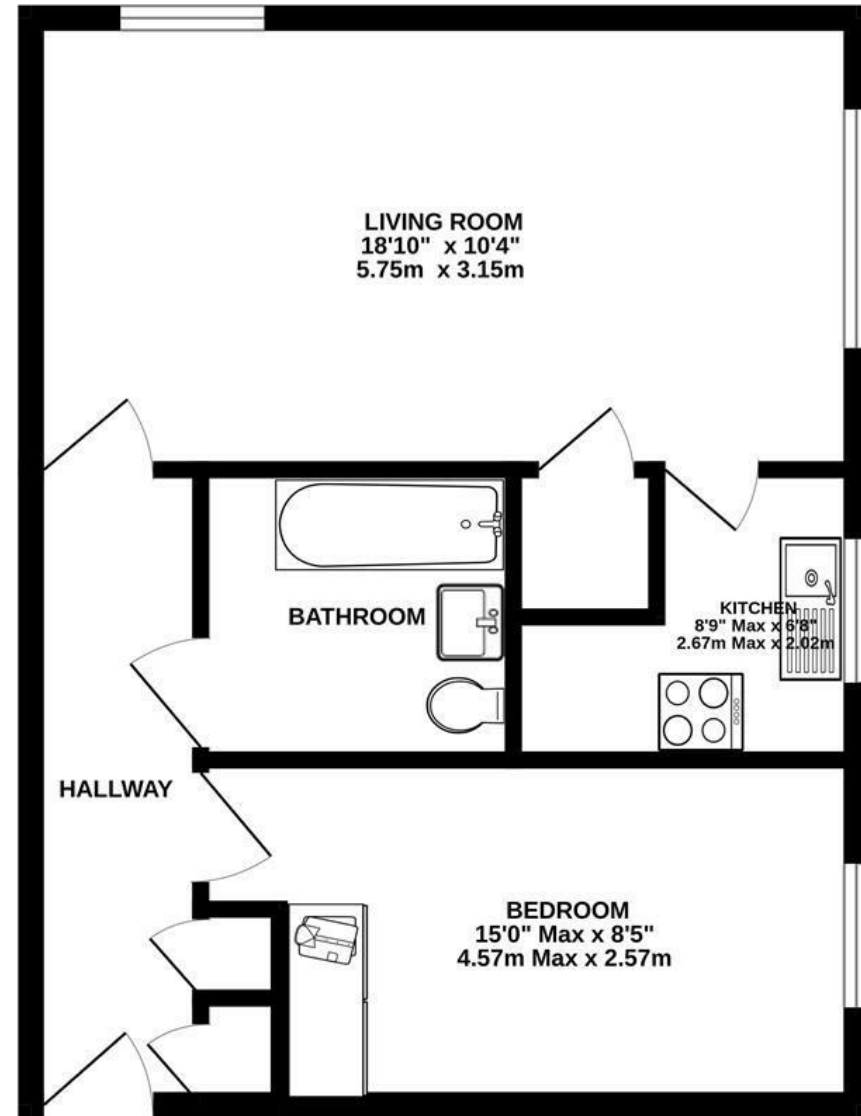 LIVING ROOM
18'10" x 10'4"
5.75m x 3.15m
BATHROOM
KITCHEN
8'9" Max x 6'8"
2.67m Max x 2.02m
HALLWAY
BEDROOM
15'0" Max x 8'5"
4.57m Max x 2.57m